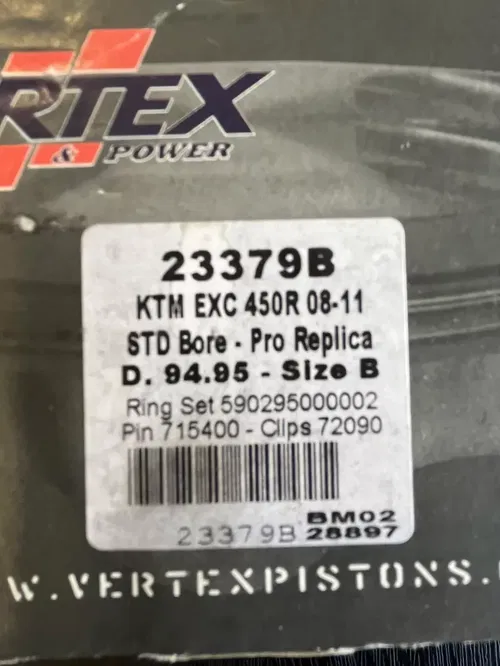 RTEX
& POWER
23379B
KTM EXC 450R 08-11
STD Bore - Pro Replica
D. 94.95 - Size B
Ring Set 590295000002
Pin 715400 - Clips 72090
BM02
23379B 28897
W.VERTEXPISTONS.